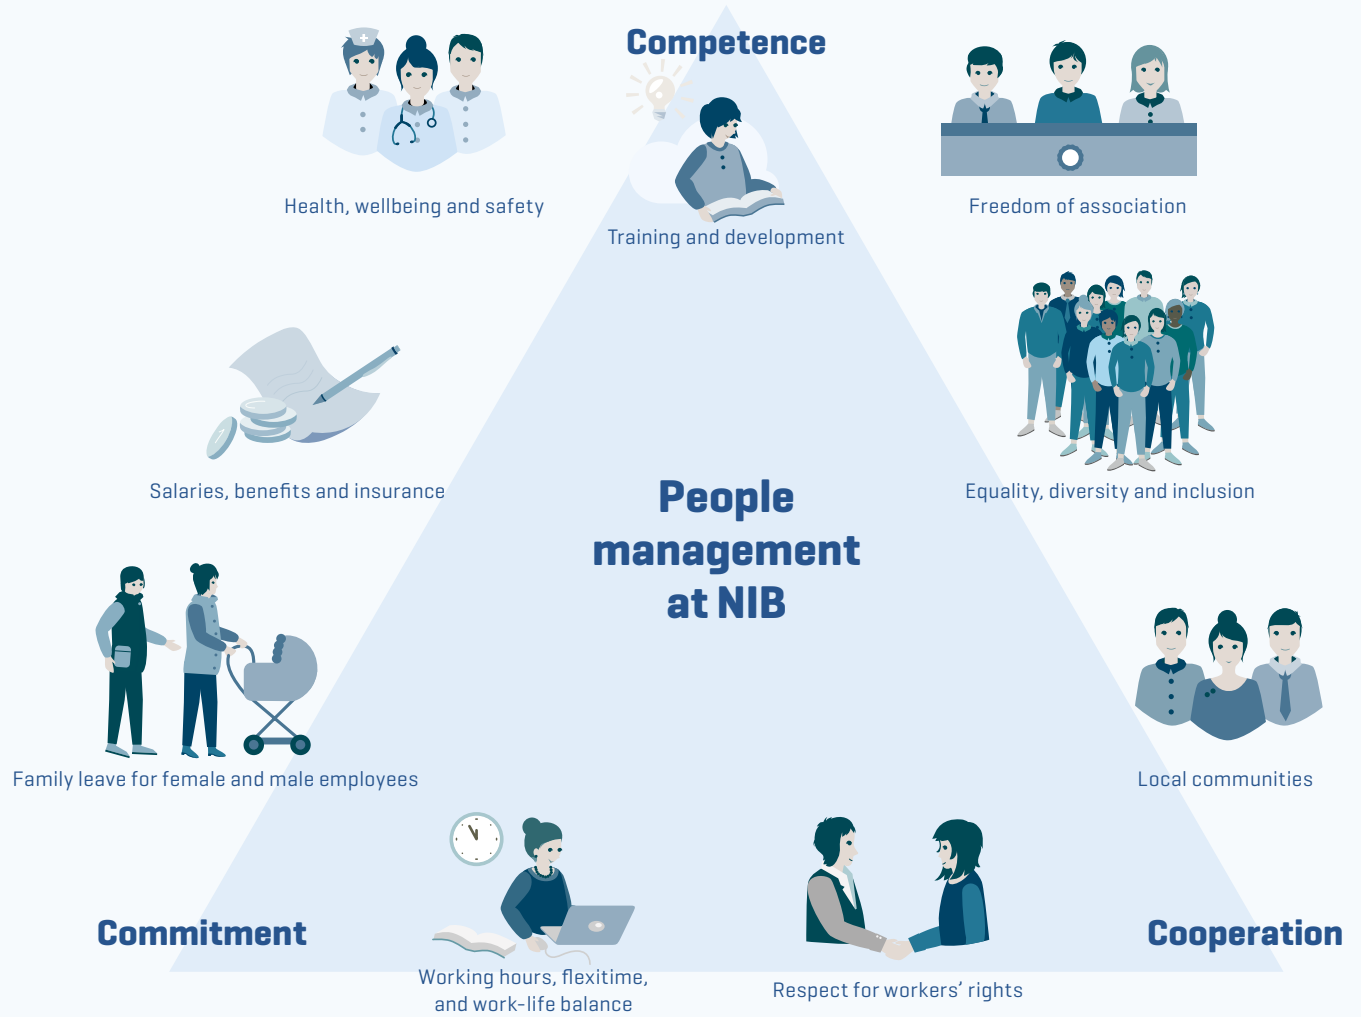 Competence
Health, wellbeing and safety
Training and development
Freedom of association
Salaries, benefits and insurance
Equality, diversity and inclusion
People
management
at NIB
Family leave for female and male employees
Local communities
Commitment
Cooperation
Working hours, flexitime,
and work-life balance
Respect for workers’ rights